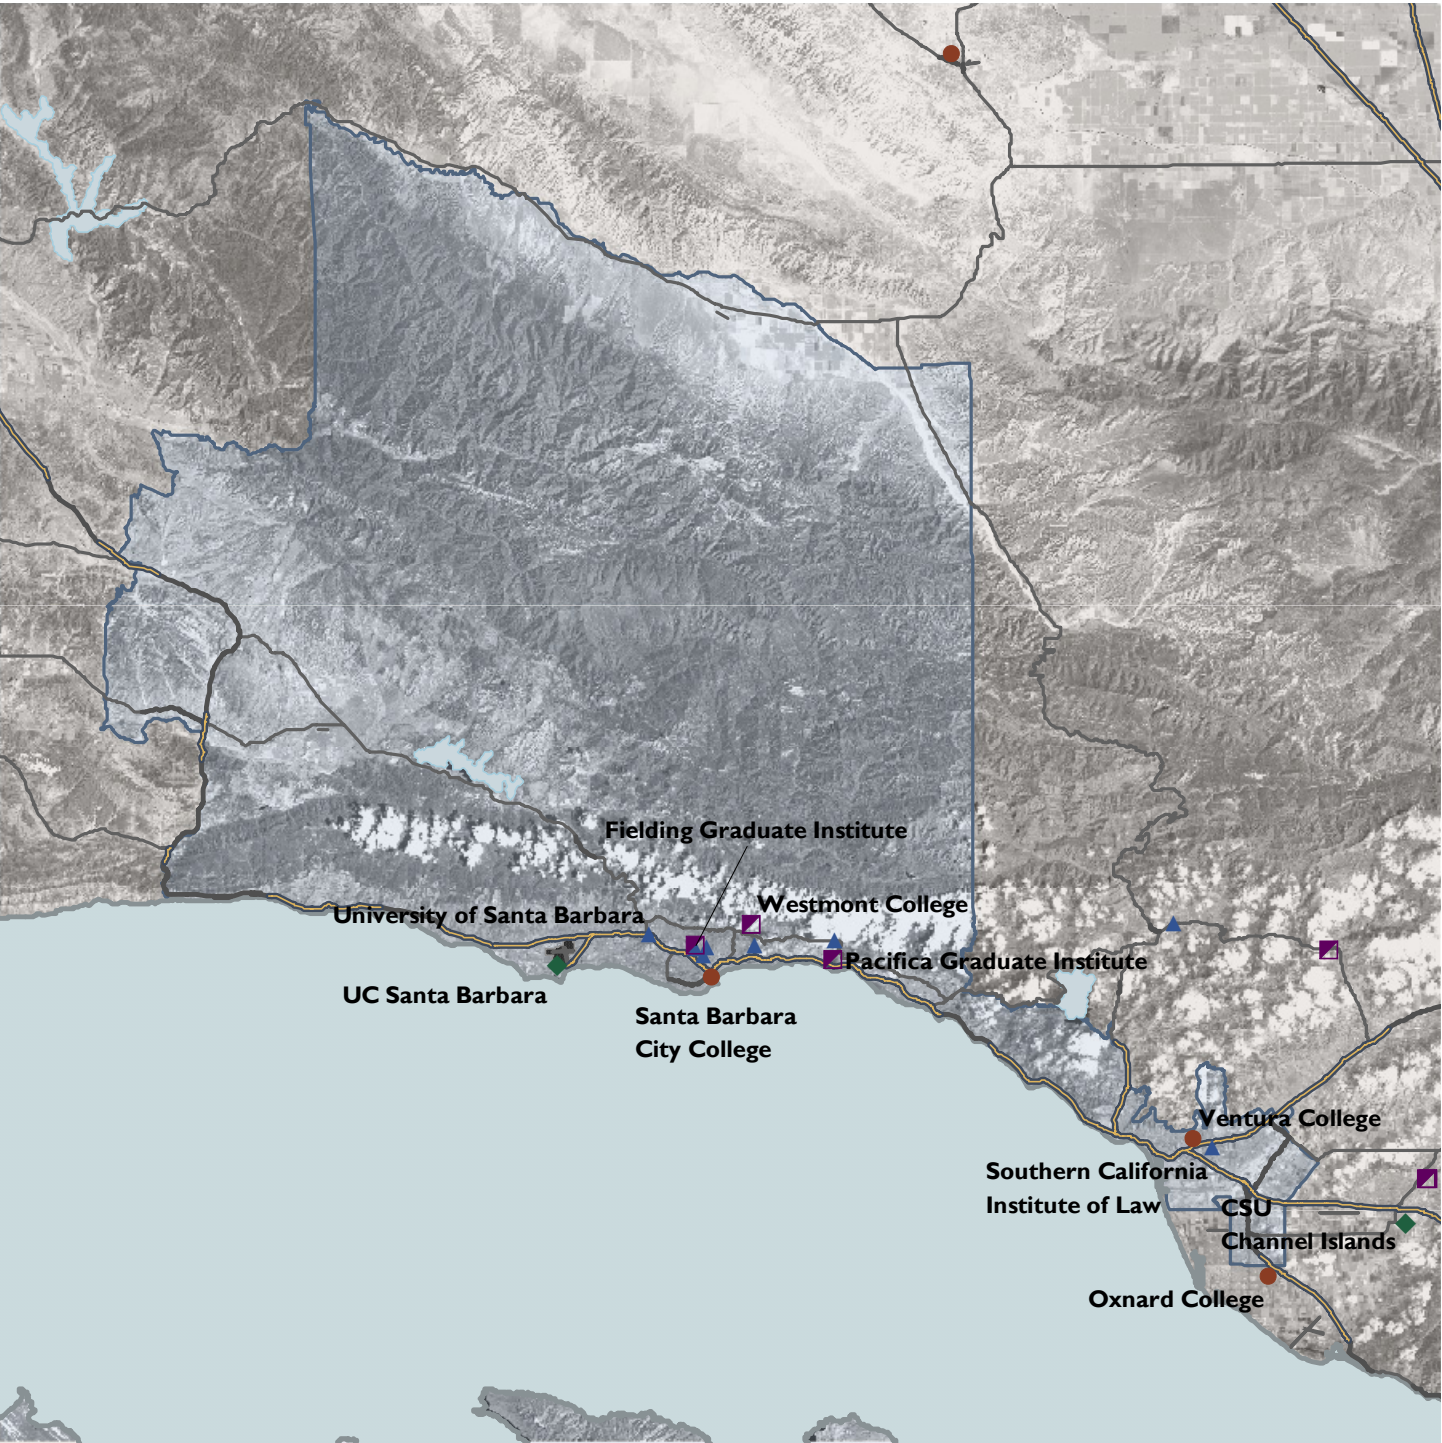 Fielding Graduate Institute
Westmont College
University of Santa Barbara
Pacifica Graduate Institute
UC Santa Barbara
Santa Barbara
City College
Ventura College
Southern California
Institute of Law
CSU
Channel Islands
Oxnard College